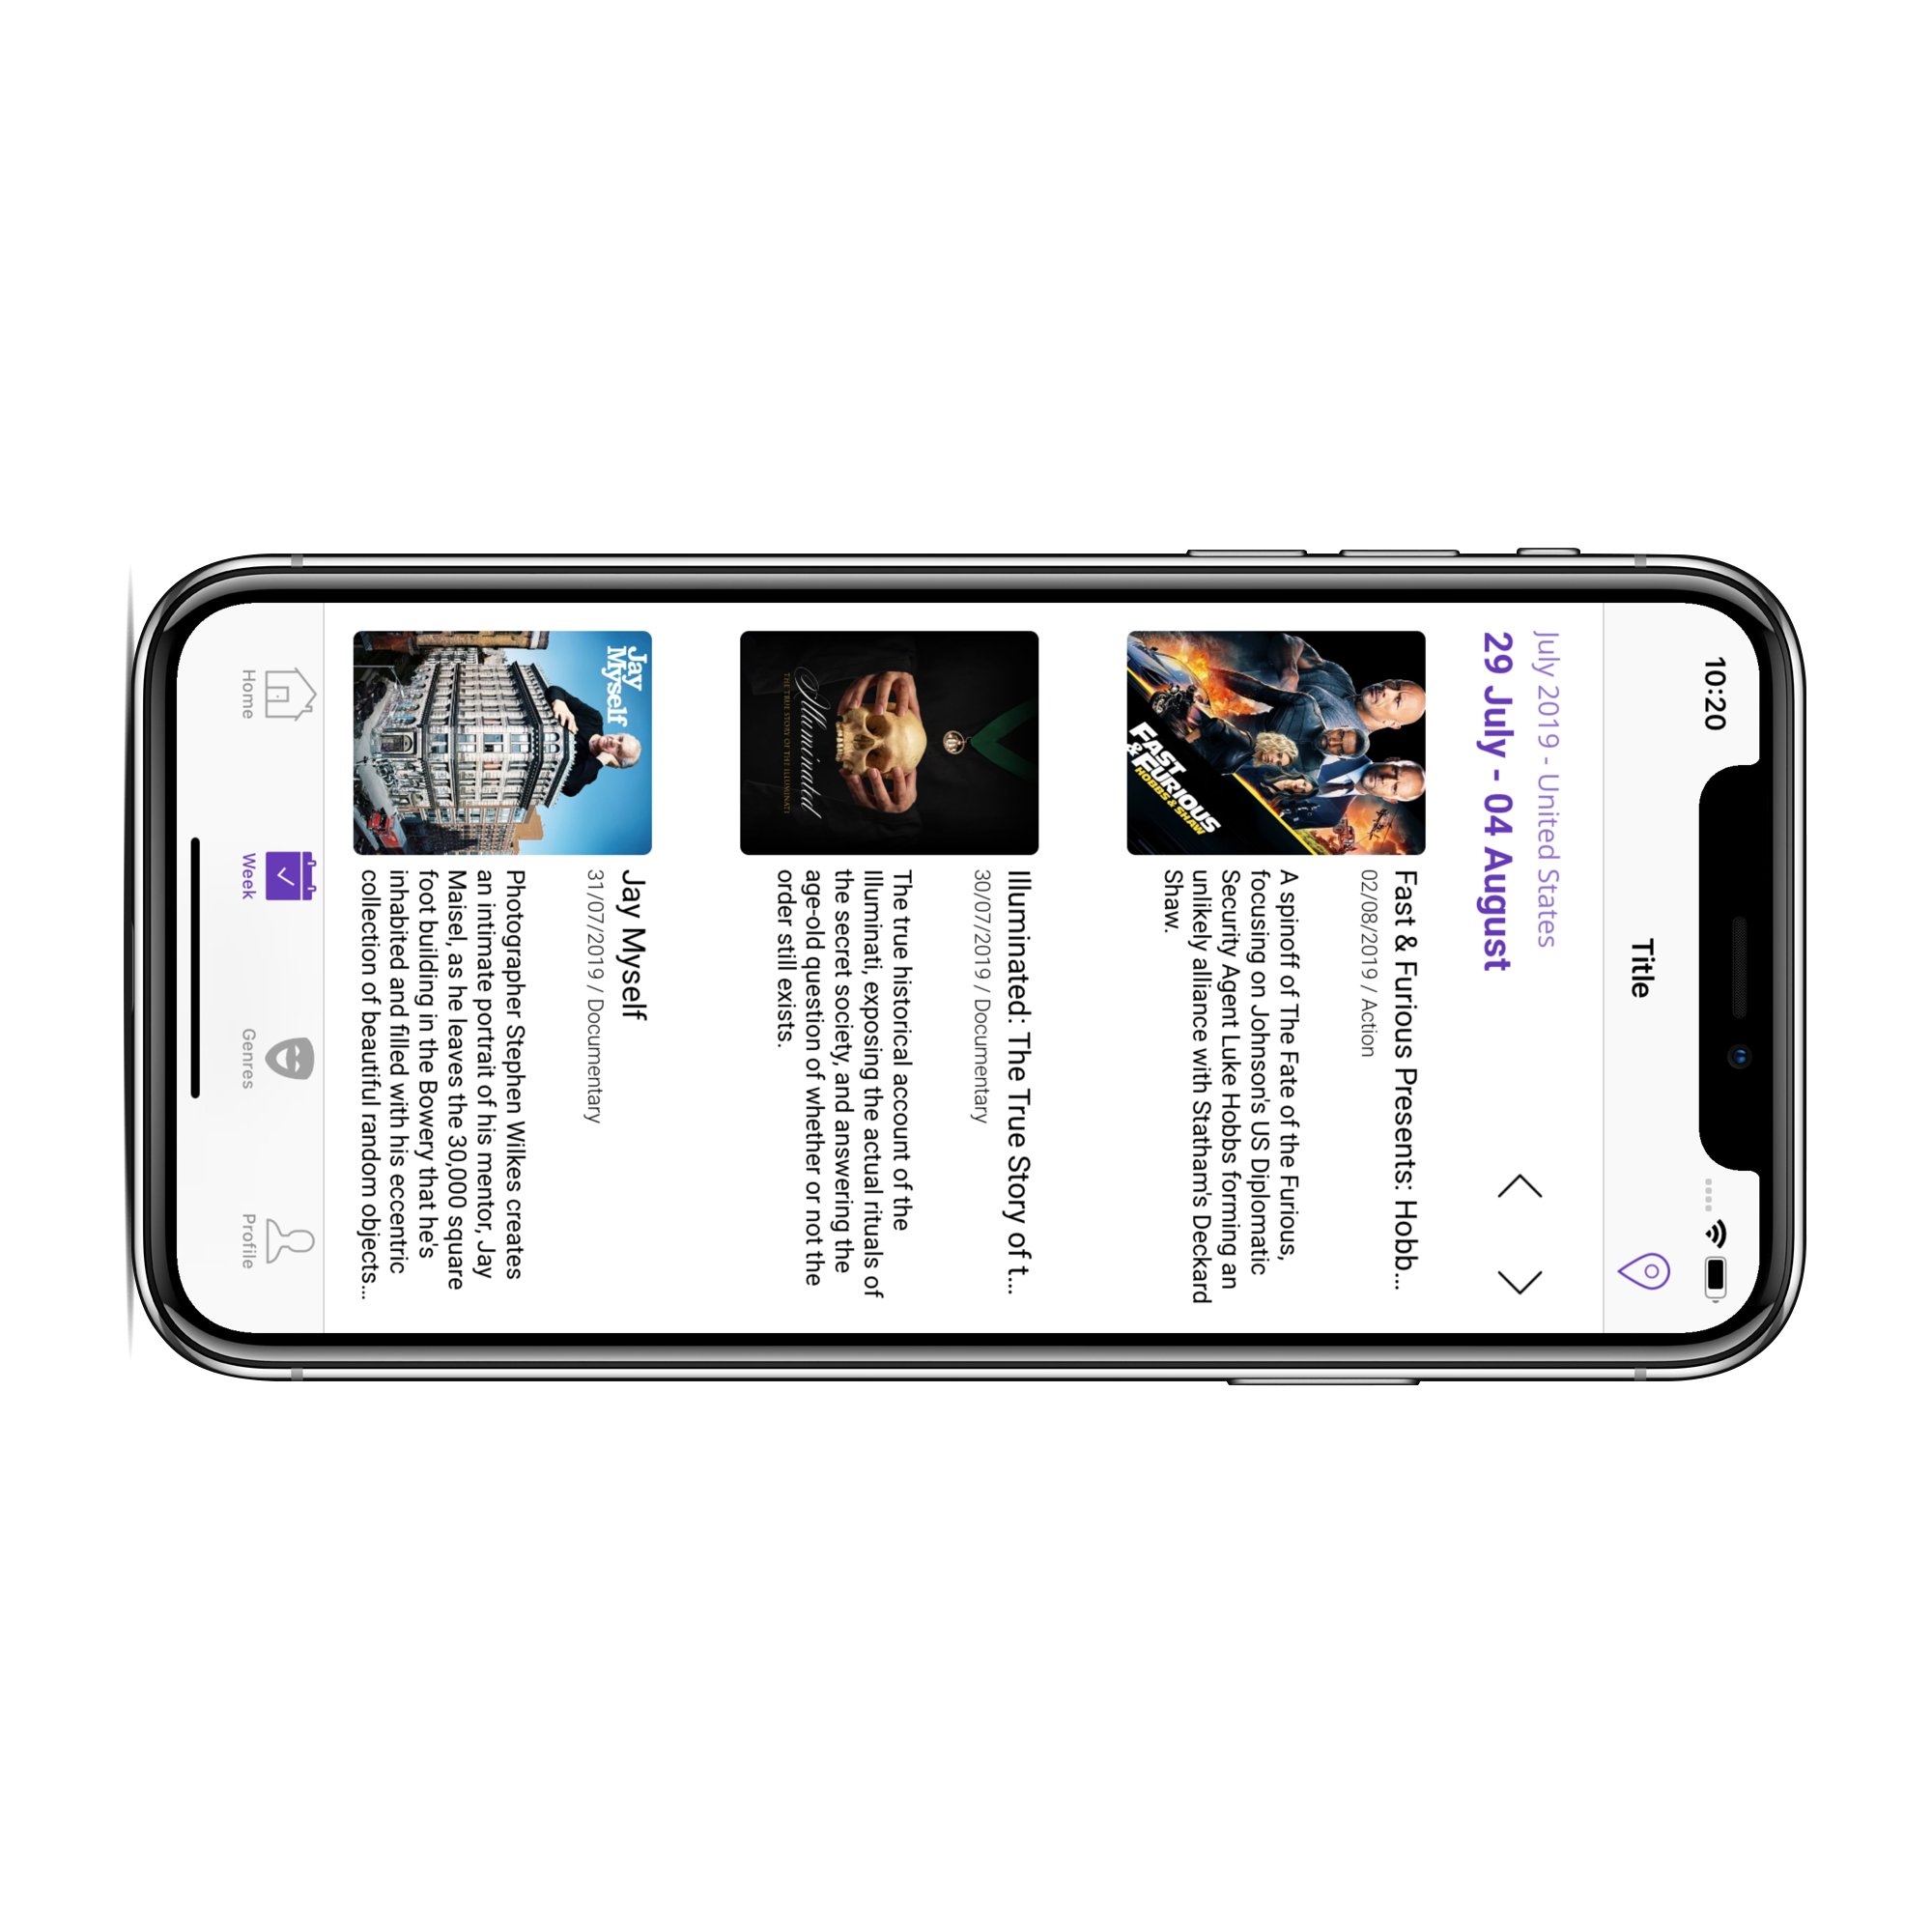 10:20
Title
July 2019 - United States
29 July - 04 August
FAST
& FURIOUS
HOBBS & SHAW
Fast & Furious Presents: Hobb...
02/08/2019 / Action
A spinoff of The Fate of the Furious,
focusing on Johnson's US Diplomatic
Security Agent Luke Hobbs forming an
unlikely alliance with Statham's Deckard
Shaw.
Illuminated
THE TRUE STORY OF THE ILLUMINATI
Illuminated: The True Story of t...
30/07/2019 / Documentary
The true historical account of the
Illuminati, exposing the actual rituals of
the secret society, and answering the
age-old question of whether or not the
order still exists.
Jay
Myself
Jay Myself
31/07/2019 / Documentary
Photographer Stephen Wilkes creates
an intimate portrait of his mentor, Jay
Maisel, as he leaves the 30,000 square
foot building in the Bowery that he's
inhabited and filled with his eccentric
collection of beautiful random objects...
Home
Week
Genres
Profile